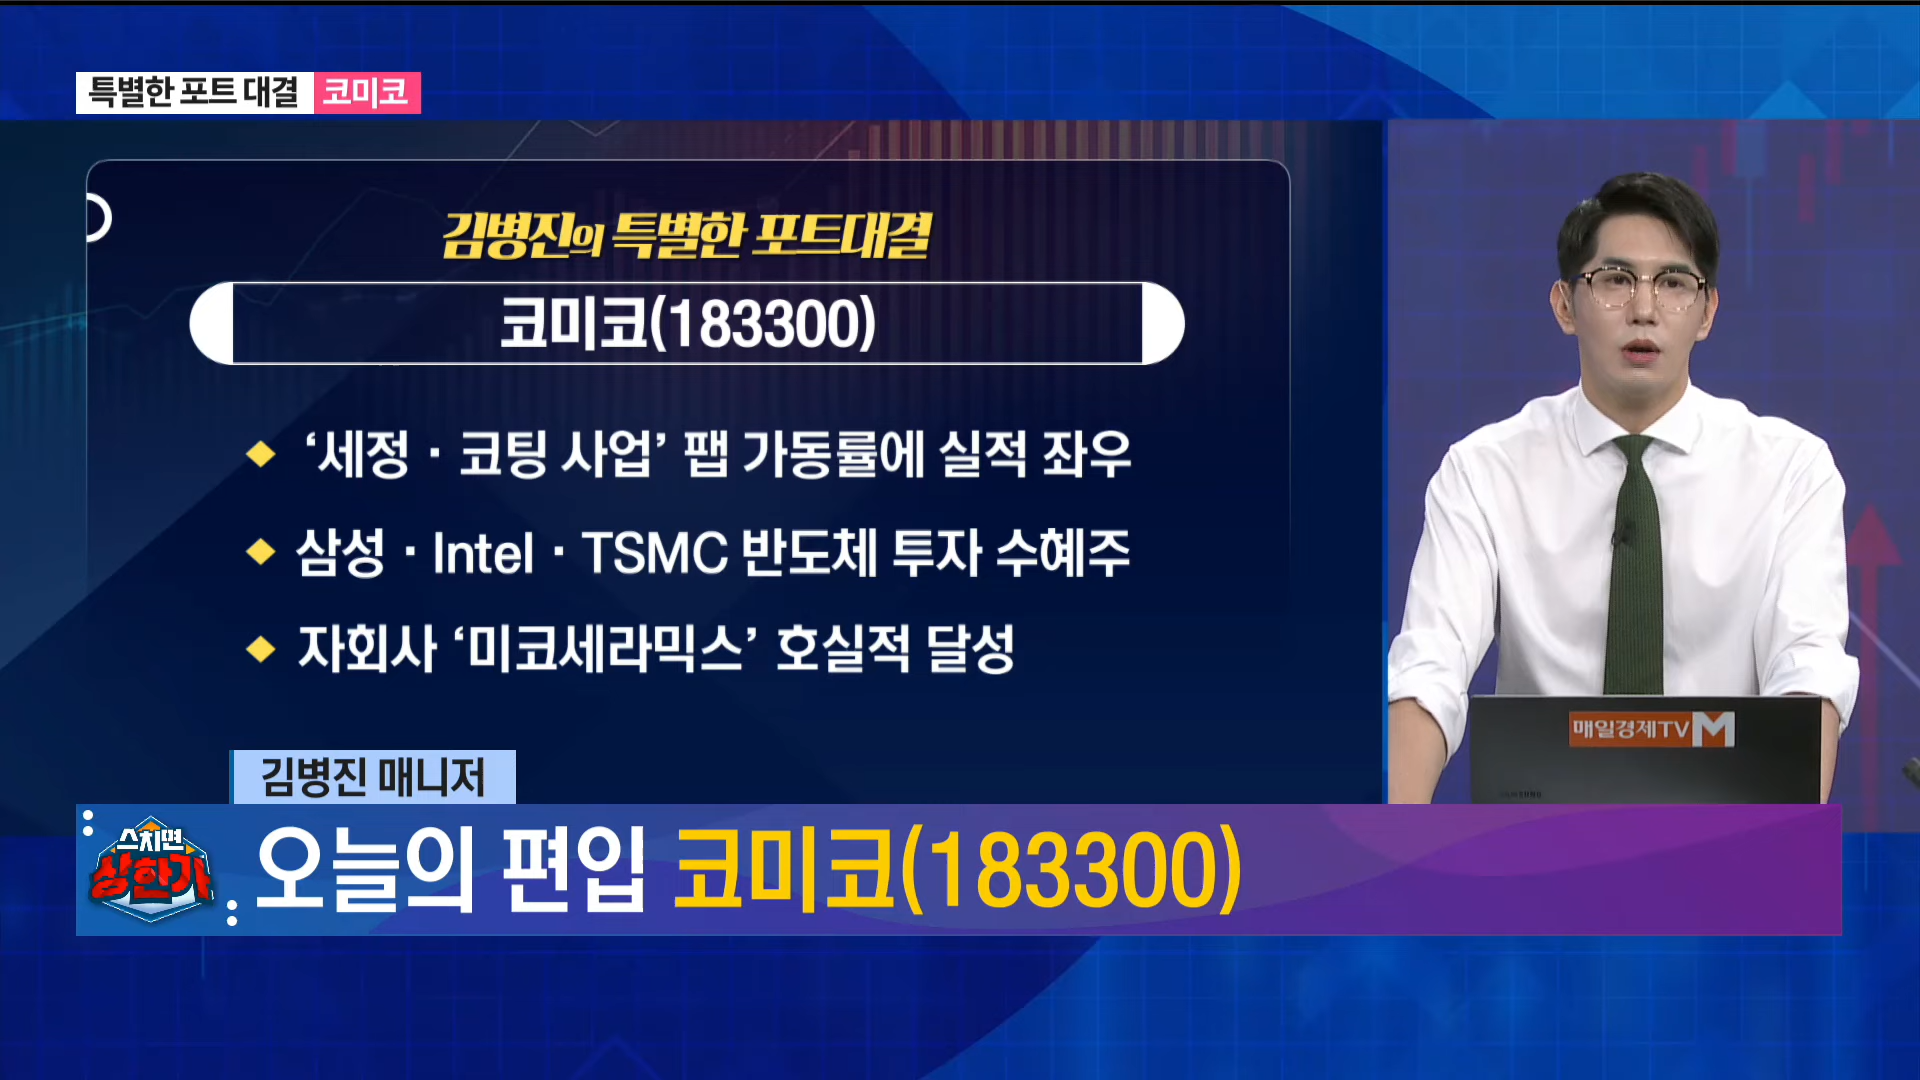 특별한 포트 대결 코미코
김병진의 특별한 포트대결
코미코(183300)
‘세정 · 코팅 사업’ 팹 가동률에 실적 좌우
삼성 · Intel · TSMC 반도체 투자 수혜주
자회사 ‘미코세라믹스’ 호실적 달성
매일경제TV M
SAMSUNG
김병진 매니저
스치면
상한가
오늘의 편입 코미코(183300)